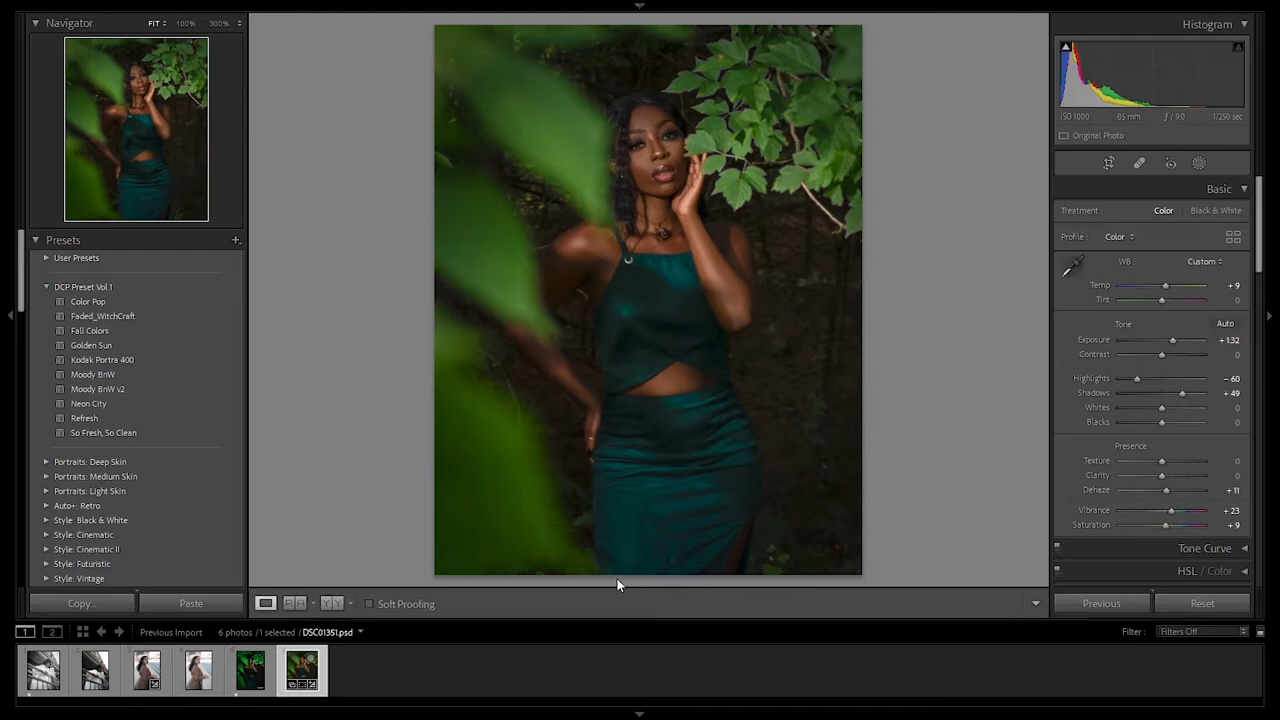 Navigator FIT 100% 300%
Presets
User Presets
DCP Preset Vol 1
Color Pop
Faded_WitchCraft
Fall Colors
Golden Sun
Kodak Portra 400
Moody BnW
Moody BnW v2
Neon City
Refresh
So Fresh, So Clean
Portraits: Deep Skin
Portraits: Medium Skin
Portraits: Light Skin
Auto+: Retro
Style: Black & White
Style: Cinematic
Style: Cinematic II
Style: Futuristic
Style: Vintage
Copy... Paste
Soft Proofing
Histogram
ISO 1000 85 mm ƒ / 9.0 1/250 sec
Original Photo
Basic
Treatment : Color Black & White
Profile : Color
WB : Custom
Temp + 9
Tint 0
Tone Auto
Exposure + 1.32
Contrast 0
Highlights – 60
Shadows + 49
Whites 0
Blacks 0
Presence
Texture 0
Clarity 0
Dehaze + 11
Vibrance + 23
Saturation + 9
Tone Curve
HSL / Color
Previous Reset
1 2 Previous Import 6 photos / 1 selected / DSC01351.psd Filter : Filters Off